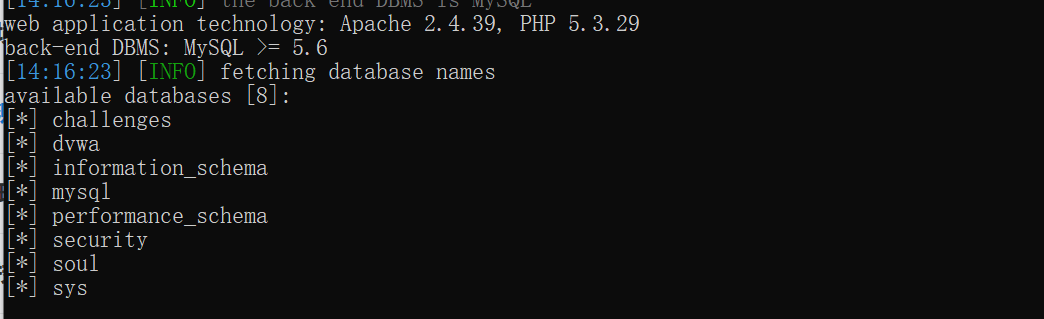 [14:16:23] [INFO] the back-end DBMS is MySQL
web application technology: Apache 2.4.39, PHP 5.3.29
back-end DBMS: MySQL >= 5.6
[14:16:23] [INFO] fetching database names
available databases [8]:
[*] challenges
[*] dvwa
[*] information_schema
[*] mysql
[*] performance_schema
[*] security
[*] soul
[*] sys